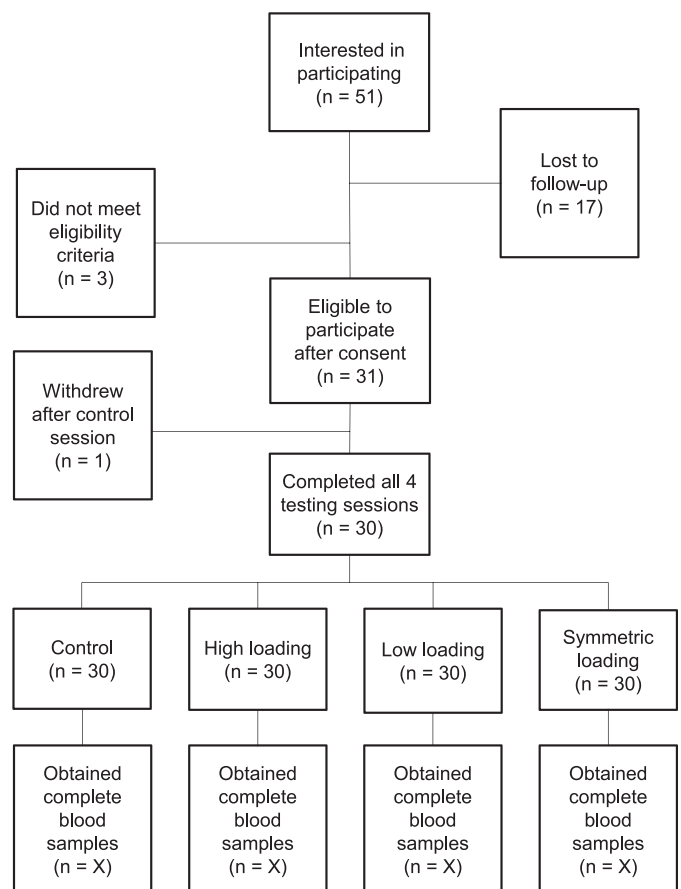 Interested in
participating
(n = 51)
Lost to
follow-up
(n = 17)
Did not meet
eligibility
criteria
(n = 3)
Eligible to
participate
after consent
(n = 31)
Withdrew
after control
session
(n = 1)
Completed all 4
testing sessions
(n = 30)
Control
(n = 30)
High loading
(n = 30)
Low loading
(n = 30)
Symmetric
loading
(n = 30)
Obtained
complete
blood
samples
(n = X)
Obtained
complete
blood
samples
(n = X)
Obtained
complete
blood
samples
(n = X)
Obtained
complete
blood
samples
(n = X)